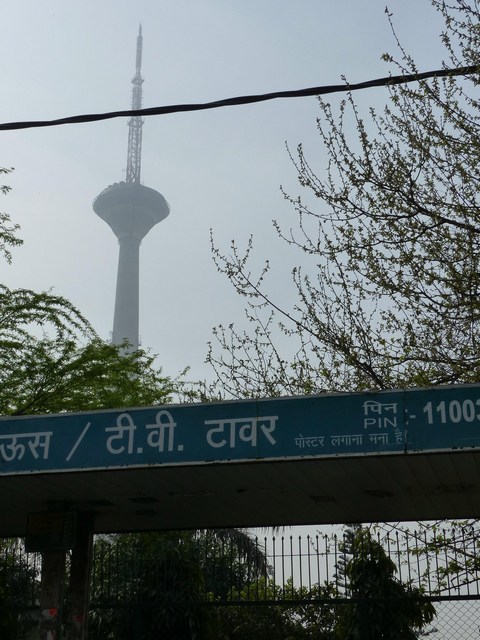 ऊस / टी.वी. टावर
पोस्टर लगाना मना है।
पिन
PIN :- 11003